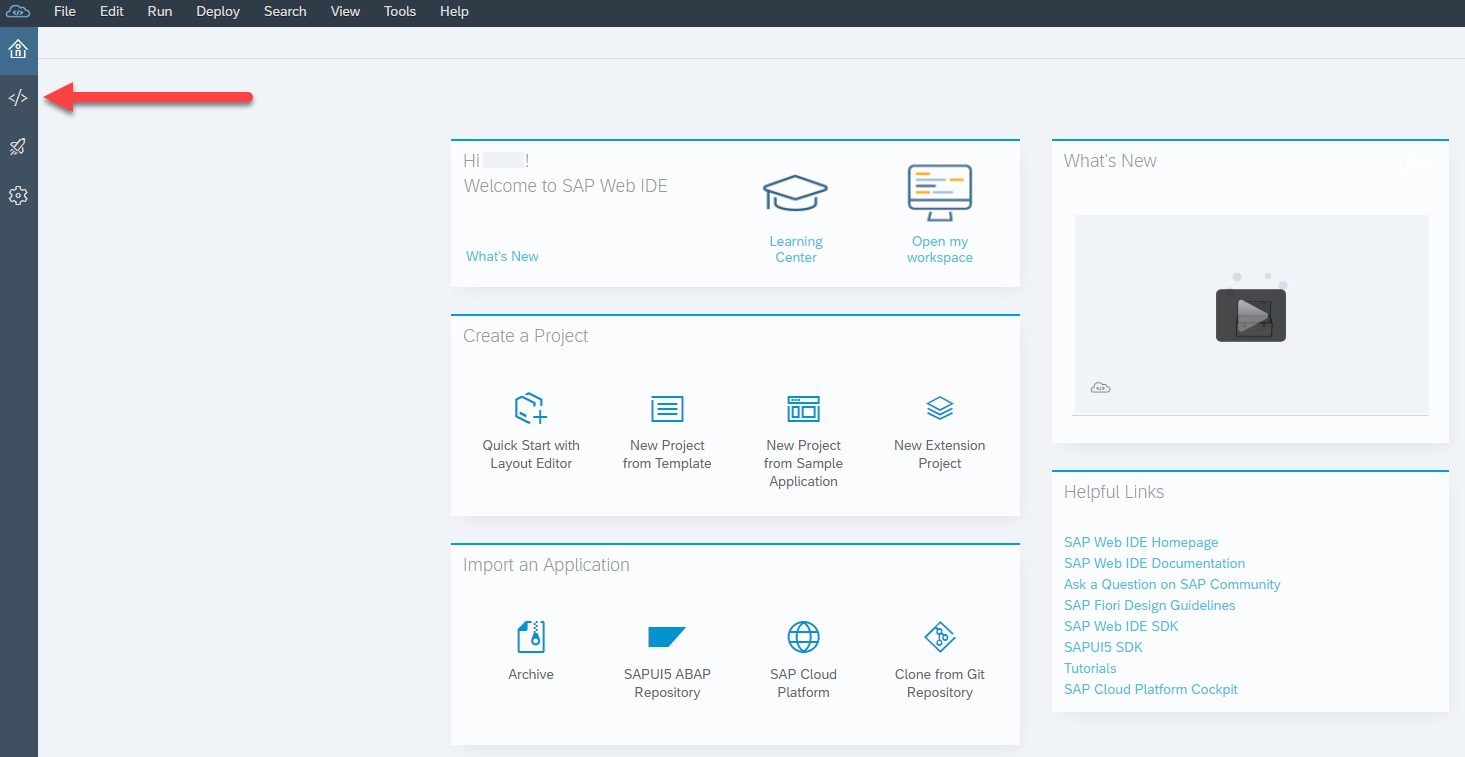 File Edit Run Deploy Search View Tools Help
Hi !
Welcome to SAP Web IDE
What's New
Learning
Center
Open my
workspace
Create a Project
Quick Start with
Layout Editor
New Project
from Template
New Project
from Sample
Application
New Extension
Project
Import an Application
Archive
SAPUI5 ABAP
Repository
SAP Cloud
Platform
Clone from Git
Repository
What's New
Helpful Links
SAP Web IDE Homepage
SAP Web IDE Documentation
Ask a Question on SAP Community
SAP Fiori Design Guidelines
SAP Web IDE SDK
SAPUI5 SDK
Tutorials
SAP Cloud Platform Cockpit